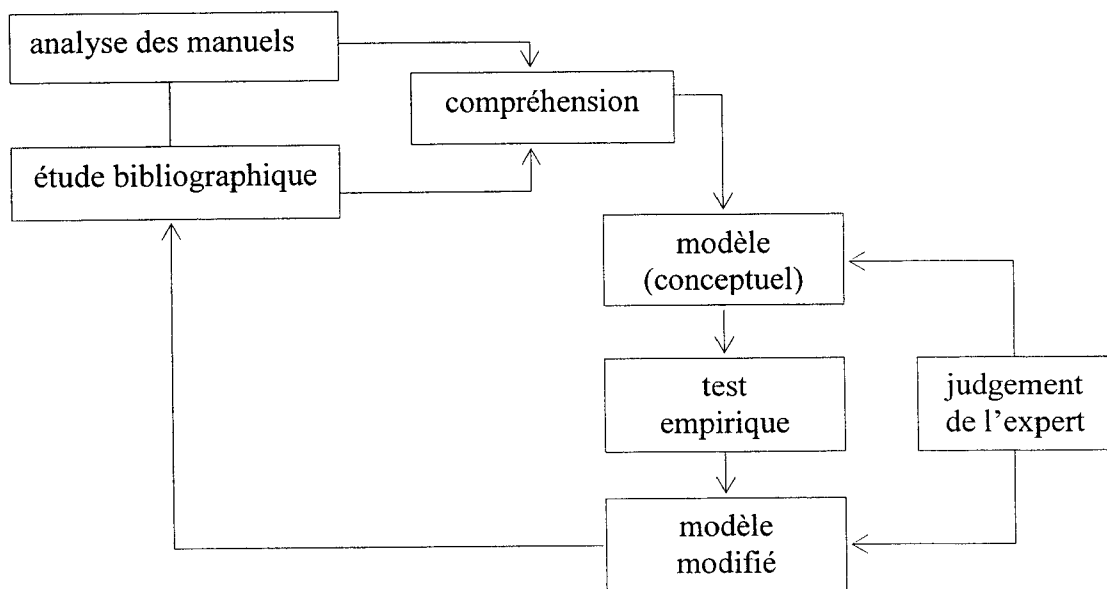 analyse des manuels
compréhension
étude bibliographique
modèle
(conceptuel)
test
empirique
judgement
de l'expert
modèle
modifié